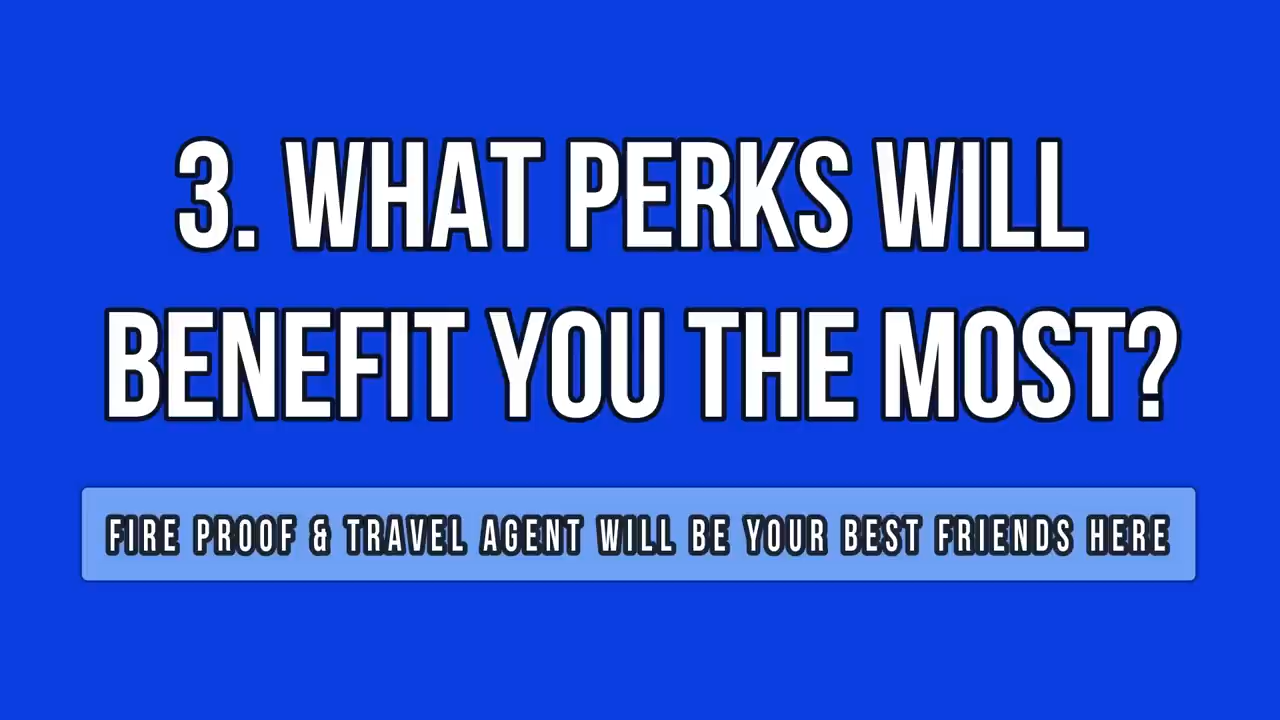 3. WHAT PERKS WILL
BENEFIT YOU THE MOST?
FIRE PROOF & TRAVEL AGENT WILL BE YOUR BEST FRIENDS HERE